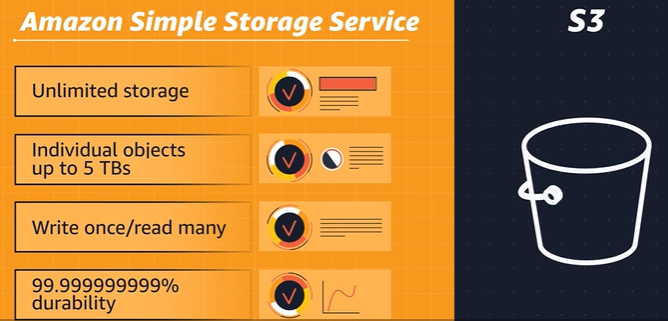 Amazon Simple Storage Service
S3
Unlimited storage
Individual objects
up to 5 TBs
Write once/read many
99.999999999%
durability